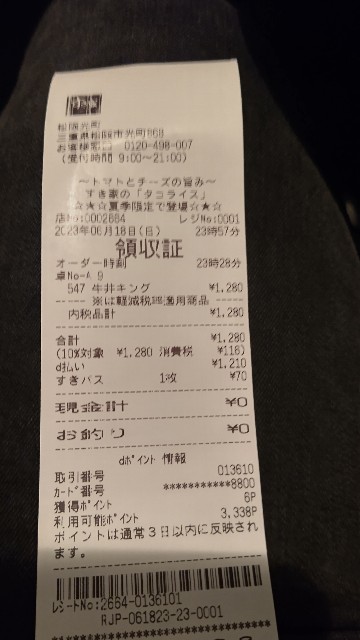 松阪光町
三重県松阪市光町868
お客様窓口 0120-498-007
(受付時間 9:00～21:00)
～トマトとチーズの旨み～
すき家の「タコライス」
☆☆☆夏季限定で登場☆☆☆
店No:0002664 レジNo:0001
2023年06月18日(日) 23時57分
領収証
オーダー時刻 23時28分
卓No-A 9
547 牛丼キング ¥1,280
※は軽減税率適用商品
内税品計 ¥1,280
合計 ¥1,280
(10%対象 ¥1,280 消費税 ¥116)
d払い ¥1,210
すきパス 1枚 ¥70
現金計 ¥0
お釣り ¥0
dポイント 情報
取引番号 013610
カード番号 ***********8800
獲得ポイント 6P
利用可能ポイント 3,338P
ポイントは通常3日以内に反映され
ます。
レシートNo:2664-0136101
RJP-061823-23-0001